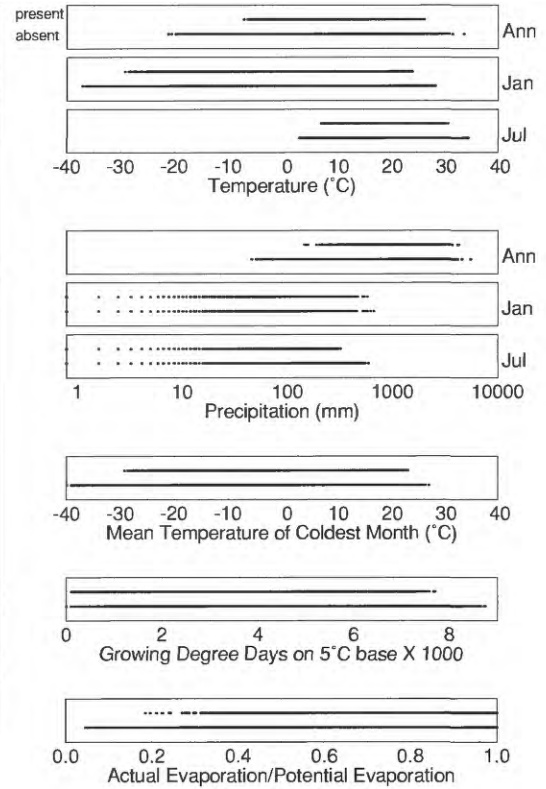 present
absent
Ann
Jan
Jul
-40 -30 -20 -10 0 10 20 30 40
Temperature (˚C)
Ann
Jan
Jul
1 10 100 1000 10000
Precipitation (mm)
-40 -30 -20 -10 0 10 20 30 40
Mean Temperature of Coldest Month (˚C)
0 2 4 6 8
Growing Degree Days on 5˚C base X 1000
0.0 0.2 0.4 0.6 0.8 1.0
Actual Evaporation/Potential Evaporation